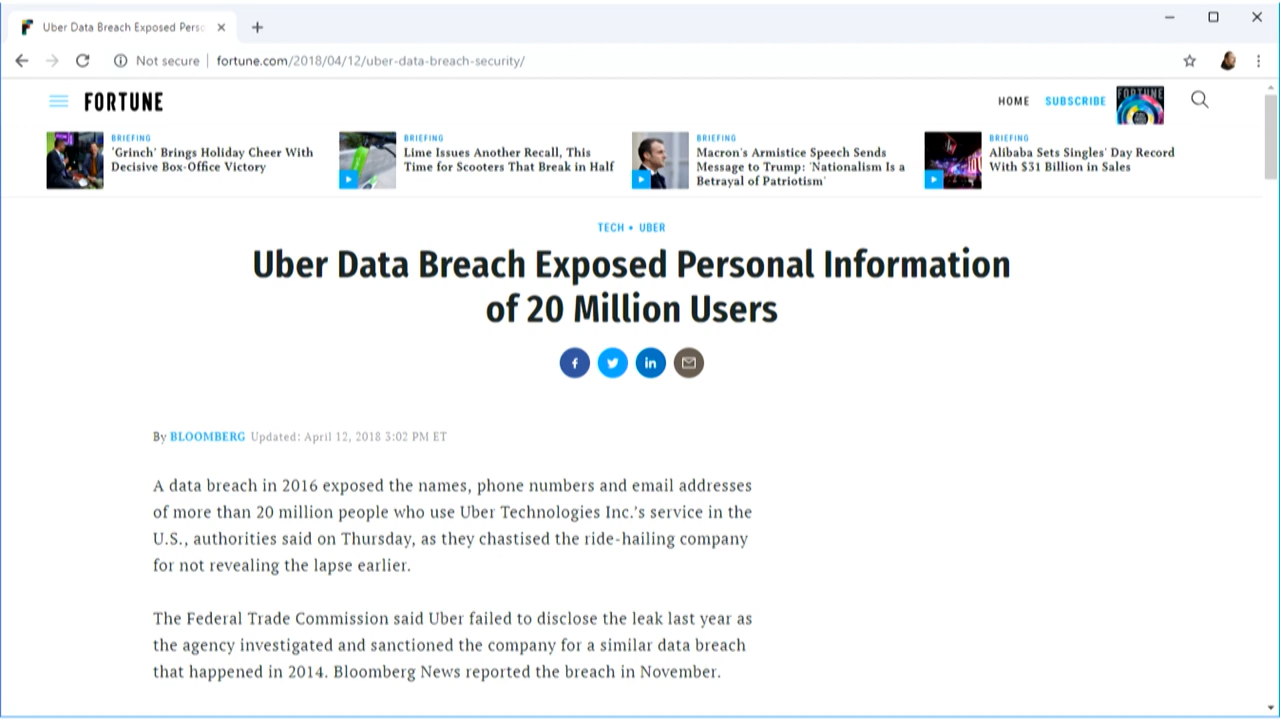 Uber Data Breach Exposed Perso
Not secure | fortune.com/2018/04/12/uber-data-breach-security/
FORTUNE
HOME SUBSCRIBE FORTUNE
BRIEFING
'Grinch' Brings Holiday Cheer With
Decisive Box-Office Victory
BRIEFING
Lime Issues Another Recall, This
Time for Scooters That Break in Half
BRIEFING
Macron's Armistice Speech Sends
Message to Trump: 'Nationalism Is a
Betrayal of Patriotism'
BRIEFING
Alibaba Sets Singles' Day Record
With $31 Billion in Sales
TECH • UBER
Uber Data Breach Exposed Personal Information
of 20 Million Users
By BLOOMBERG Updated: April 12, 2018 3:02 PM ET
A data breach in 2016 exposed the names, phone numbers and email addresses
of more than 20 million people who use Uber Technologies Inc.'s service in the
U.S., authorities said on Thursday, as they chastised the ride-hailing company
for not revealing the lapse earlier.
The Federal Trade Commission said Uber failed to disclose the leak last year as
the agency investigated and sanctioned the company for a similar data breach
that happened in 2014. Bloomberg News reported the breach in November.